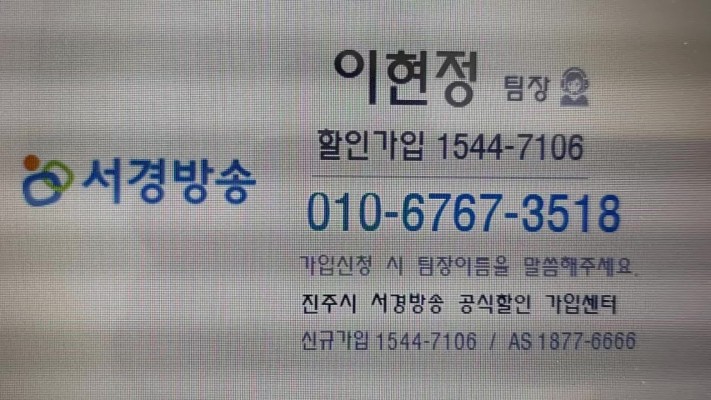 이현정 팀장
할인가입 1544-7106
서경방송
010-6767-3518
가입신청 시 팀장이름을 말씀해주세요.
진주시 서경방송 공식할인 가입센터
신규가입 1544-7106 / AS 1877-6666